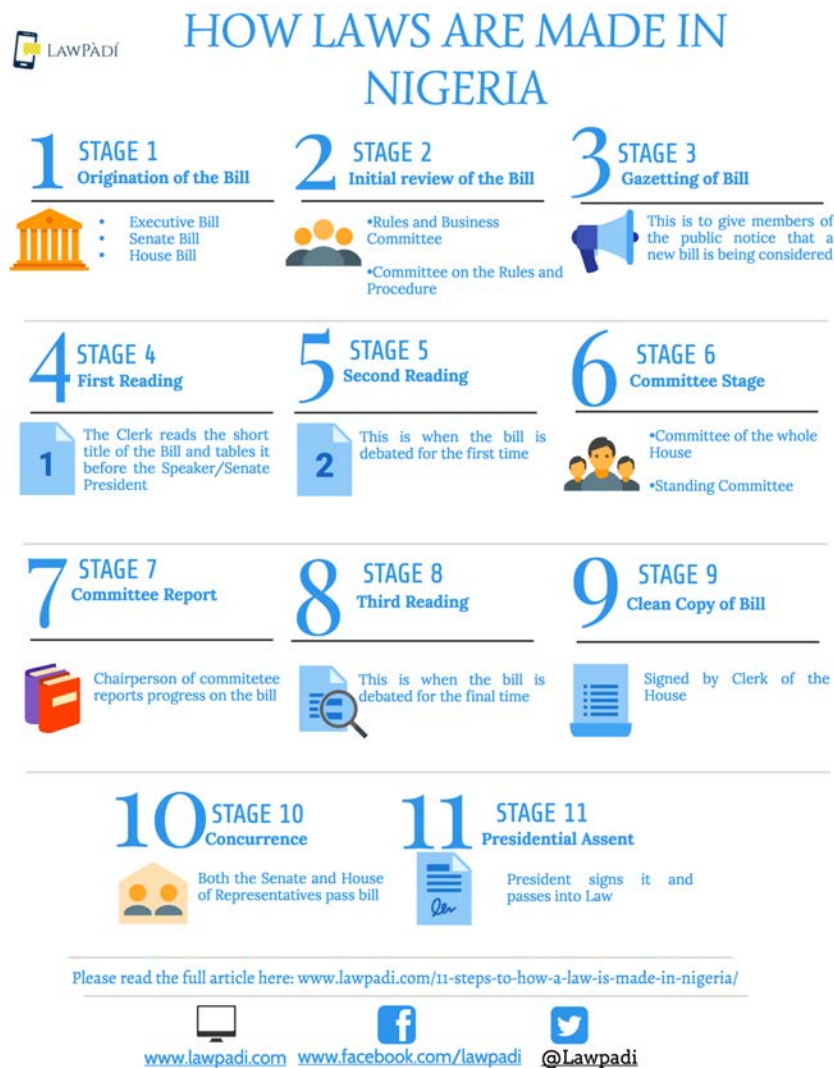 LAWPÀDÍ
HOW LAWS ARE MADE IN
NIGERIA
1
STAGE 1
Origination of the Bill
• Executive Bill
• Senate Bill
• House Bill
2
STAGE 2
Initial review of the Bill
•Rules and Business
Committee
•Committee on the Rules and
Procedure
3
STAGE 3
Gazetting of Bill
This is to give members of
the public notice that a
new bill is being considered
4
STAGE 4
First Reading
1
The Clerk reads the short
title of the Bill and tables it
before the Speaker/Senate
President
5
STAGE 5
Second Reading
2
This is when the bill is
debated for the first time
6
STAGE 6
Committee Stage
•Committee of the whole
House
•Standing Committee
7
STAGE 7
Committee Report
Chairperson of commitetee
reports progress on the bill
8
STAGE 8
Third Reading
This is when the bill is
debated for the final time
9
STAGE 9
Clean Copy of Bill
Signed by Clerk of the
House
10
STAGE 10
Concurrence
Both the Senate and House
of Representatives pass bill
11
STAGE 11
Presidential Assent
President signs it and
passes into Law
Please read the full article here: www.lawpadi.com/11-steps-to-how-a-law-is-made-in-nigeria/
www.lawpadi.com www.facebook.com/lawpadi @Lawpadi